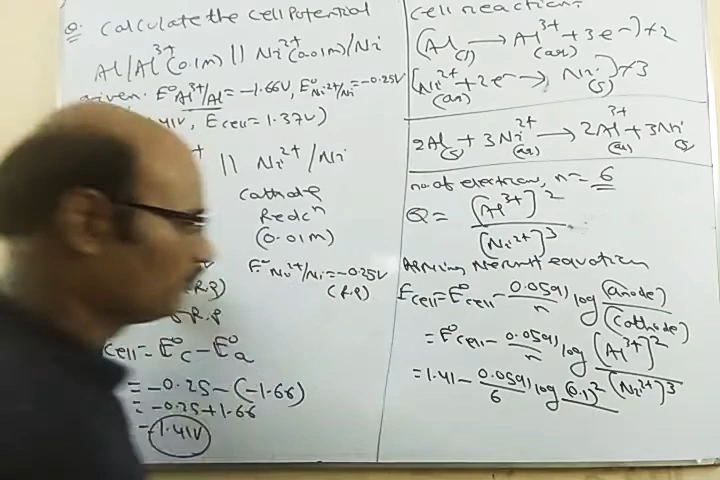 Q: Calculate the Cell Potential
Al/Al³⁺(0.1M) || Ni²⁺(0.01M)/Ni
given: E°Al³⁺/Al = -1.66V, E°Ni²⁺/Ni = -0.25V
41V, Ecell = 1.37V)
|| Ni²⁺/Ni
Cathode
Redcⁿ
(0.01M)
E°Ni²⁺/Ni = -0.25V
(R.P)
R.P)
R.P
cell = E°c - E°a
= -0.25 - (-1.66)
= -0.25 + 1.66
= 1.41V
Cell reaction:
(Al(s) → Al³⁺(aq) + 3e⁻) × 2
(Ni²⁺(aq) + 2e⁻ → Ni(s)) × 3
2Al(s) + 3Ni²⁺(aq) → 2Al³⁺(aq) + 3Ni(s)
no of electrons, n = 6
Q = [Al³⁺]² / [Ni²⁺]³
Applying Nernst equation
Ecell = E°cell - 0.0591/n log (anode)/(cathode)
= E°cell - 0.0591/n log [Al³⁺]²/[Ni²⁺]³
= 1.41 - 0.0591/6 log (0.1)²